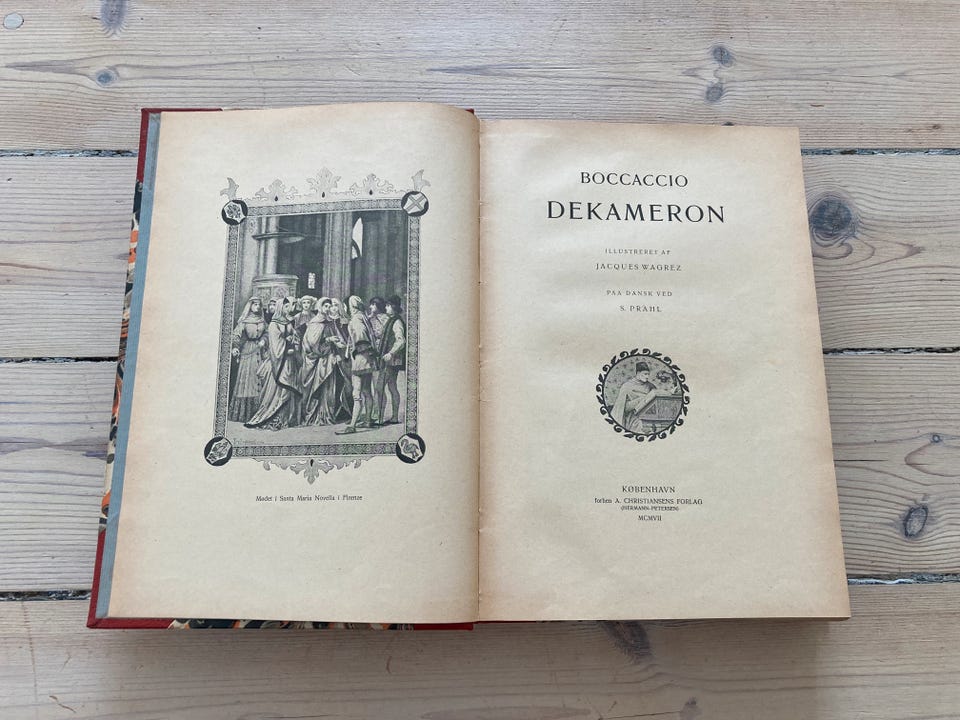 Mødet i Santa Maria Novella i Firenze
BOCCACCIO
DEKAMERON
ILLUSTRERET AF
JACQUES WAGREZ
PAA DANSK VED
S. PRAHL
KØBENHAVN
forhen A. CHRISTIANSENS FORLAG
(HERMANN-PETERSEN)
MCMVII